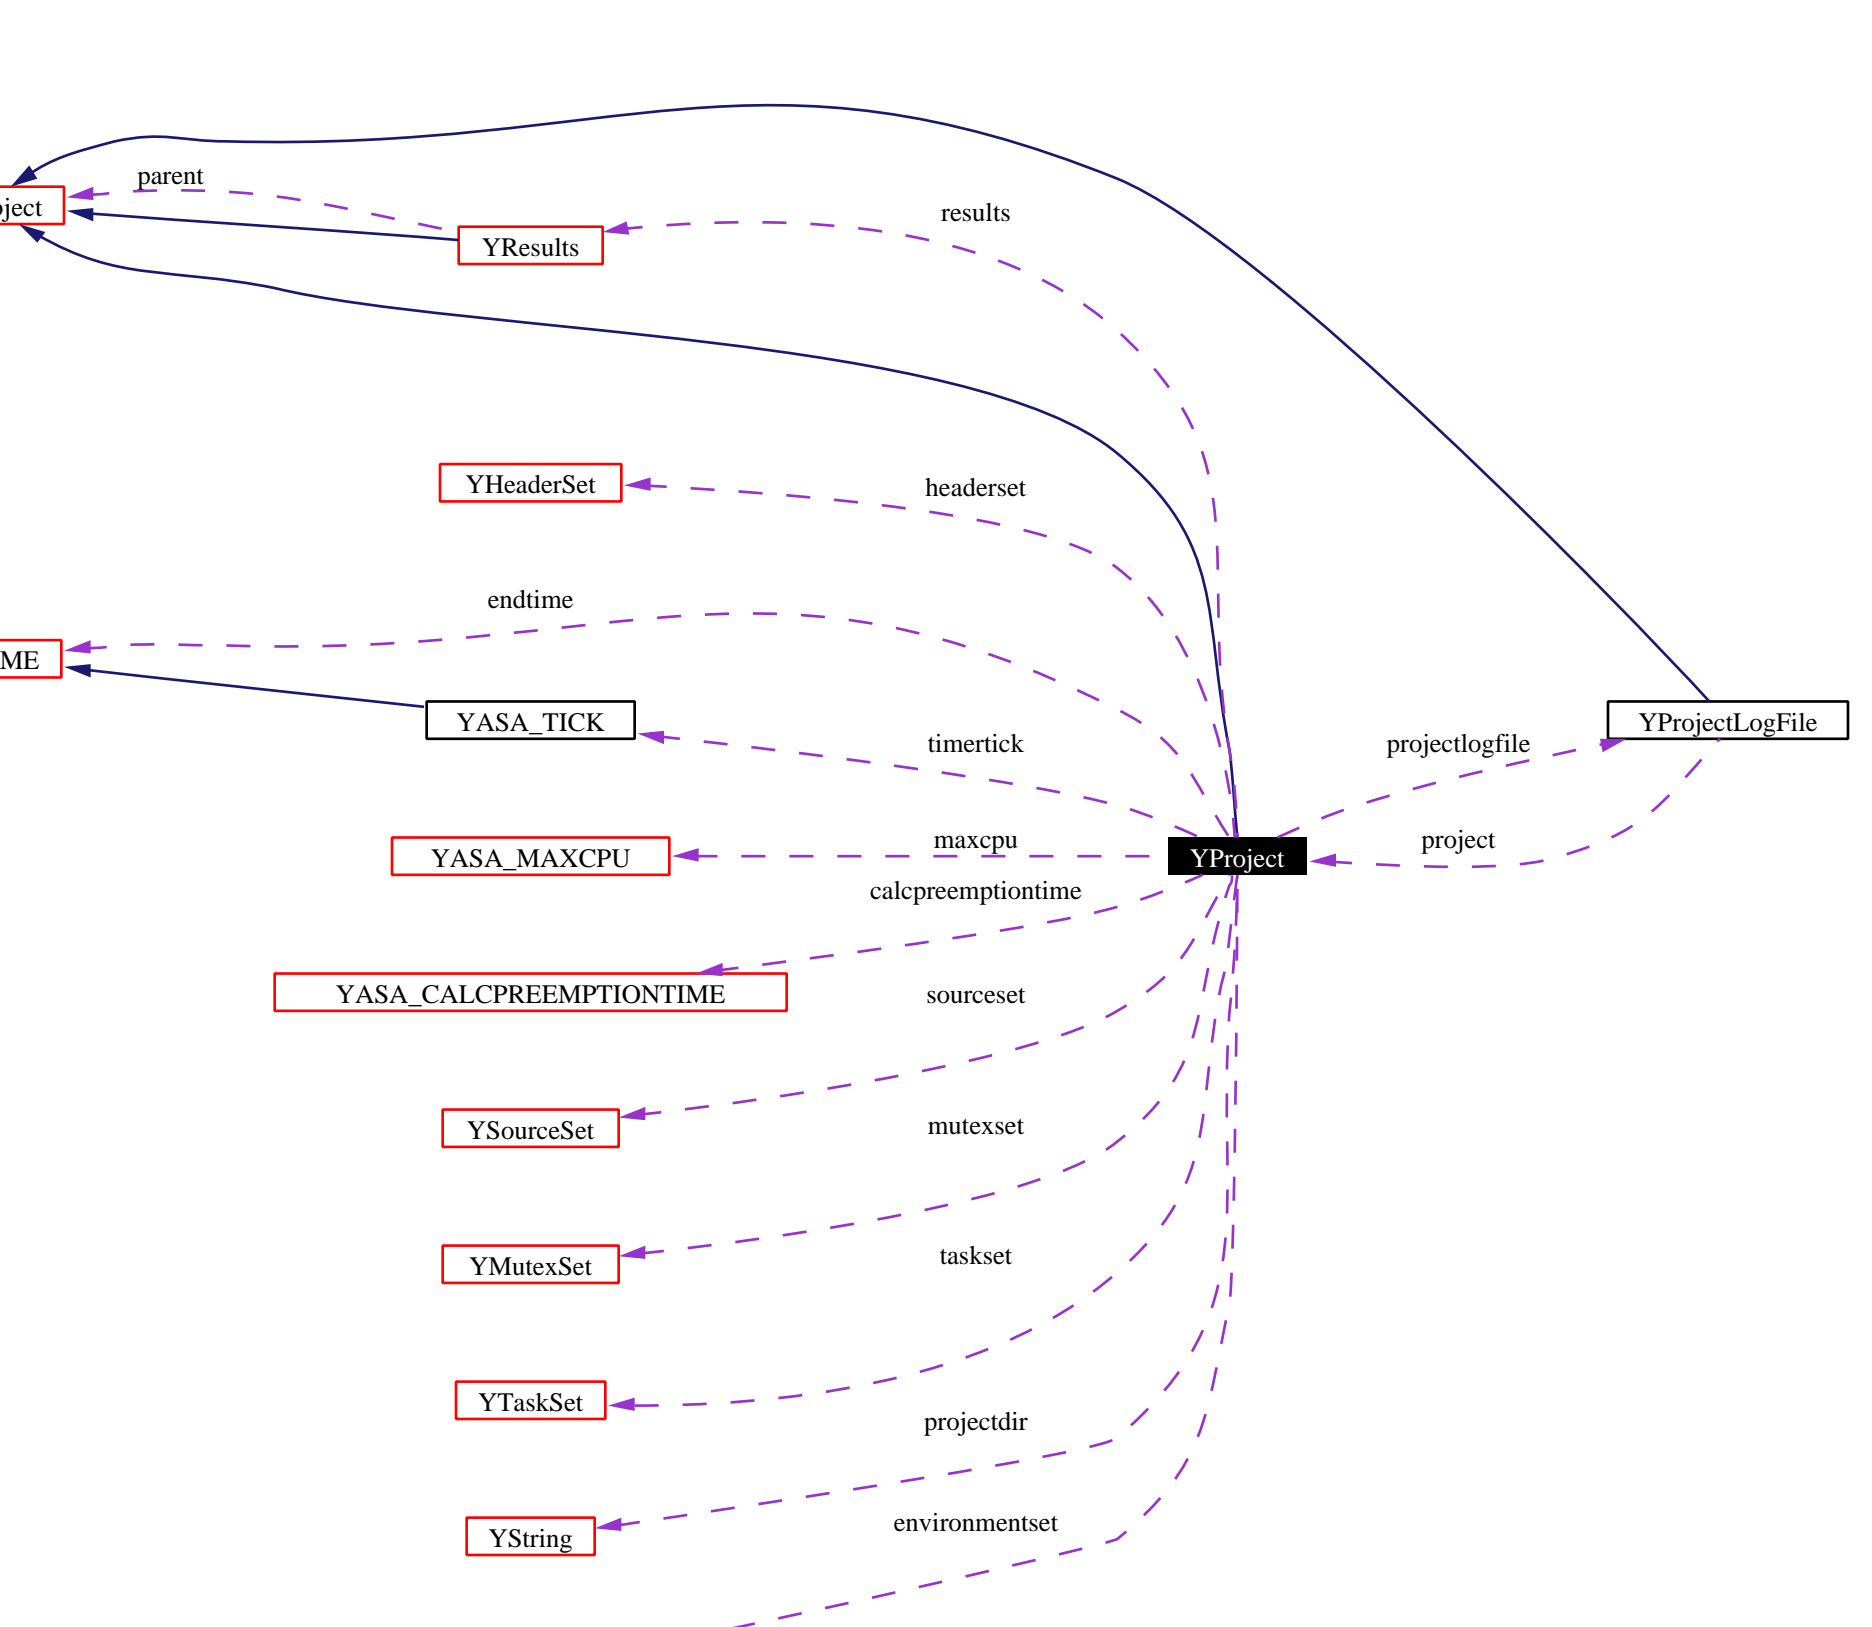 parent
ject
results
YResults
YHeaderSet
headerset
endtime
ME
YASA_TICK
timertick
projectlogfile
YProjectLogFile
YASA_MAXCPU
maxcpu
YProject
project
calcpreemptiontime
YASA_CALCPREEMPTIONTIME
sourceset
YSourceSet
mutexset
YMutexSet
taskset
YTaskSet
projectdir
YString
environmentset